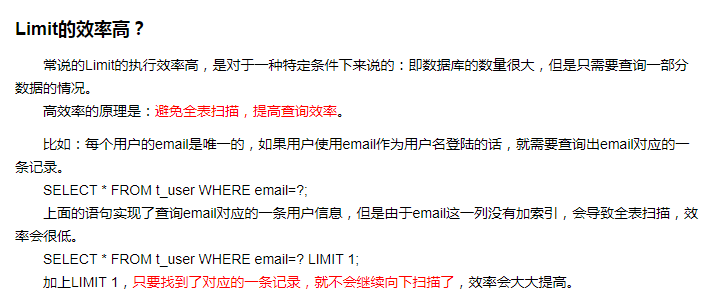 Limit的效率高？
常说的Limit的执行效率高，是对于一种特定条件下来说的：即数据库的数量很大，但是只需要查询一部分
数据的情况。
高效率的原理是：避免全表扫描，提高查询效率。
比如：每个用户的email是唯一的，如果用户使用email作为用户名登陆的话，就需要查询出email对应的一
条记录。
SELECT * FROM t_user WHERE email=?;
上面的语句实现了查询email对应的一条用户信息，但是由于email这一列没有加索引，会导致全表扫描，效
率会很低。
SELECT * FROM t_user WHERE email=? LIMIT 1;
加上LIMIT 1，只要找到了对应的一条记录，就不会继续向下扫描了，效率会大大提高。